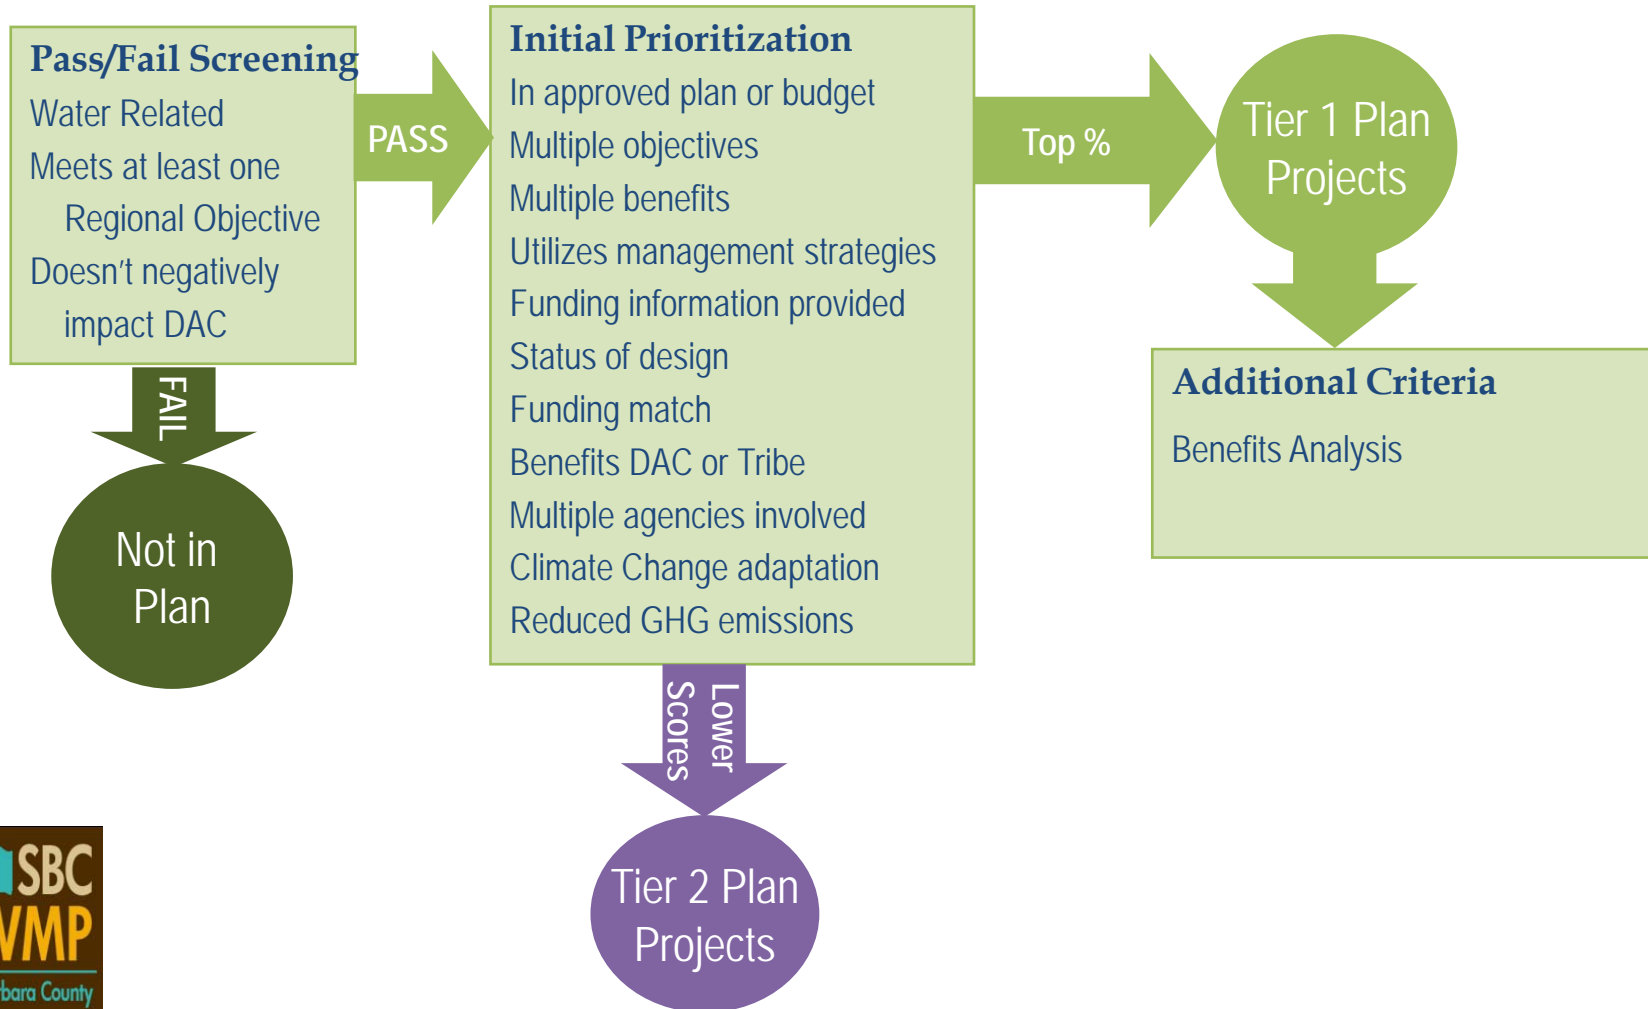 Pass/Fail Screening
Water Related
Meets at least one
Regional Objective
Doesn't negatively
impact DAC
PASS
FAIL
Not in
Plan
Initial Prioritization
In approved plan or budget
Multiple objectives
Multiple benefits
Utilizes management strategies
Funding information provided
Status of design
Funding match
Benefits DAC or Tribe
Multiple agencies involved
Climate Change adaptation
Reduced GHG emissions
Top %
Tier 1 Plan
Projects
Additional Criteria
Benefits Analysis
Lower
Scores
Tier 2 Plan
Projects
SBC
WMP
County